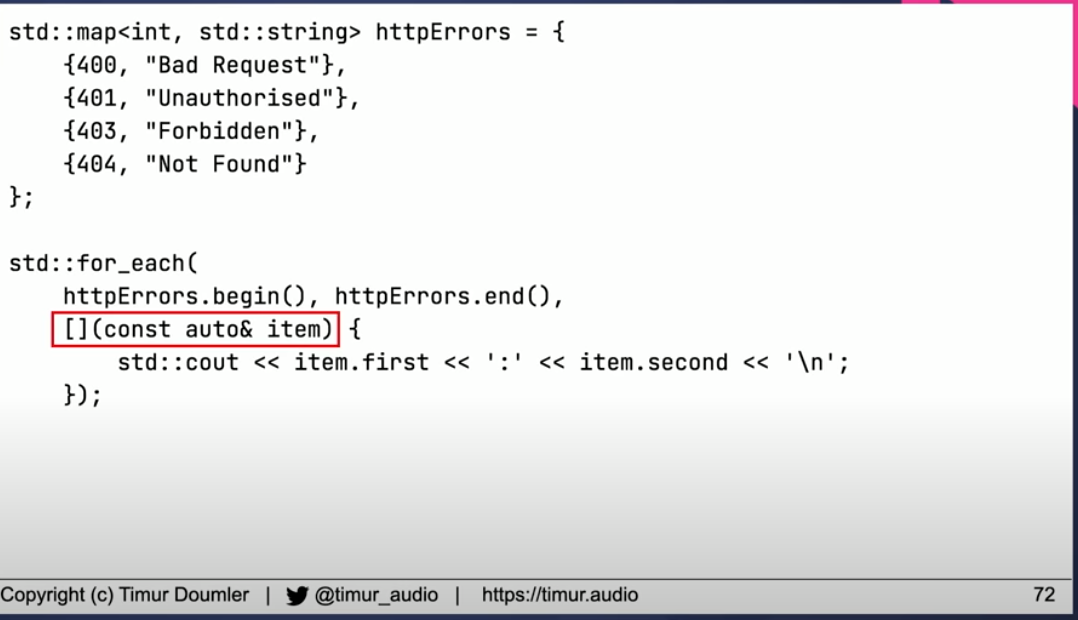 std::map<int, std::string> httpErrors = {
    {400, "Bad Request"},
    {401, "Unauthorised"},
    {403, "Forbidden"},
    {404, "Not Found"}
};
std::for_each(
    httpErrors.begin(), httpErrors.end(),
    [](const auto& item) {
        std::cout << item.first << ':' << item.second << '\n';
    });
Copyright (c) Timur Doumler | @timur_audio | https://timur.audio 72